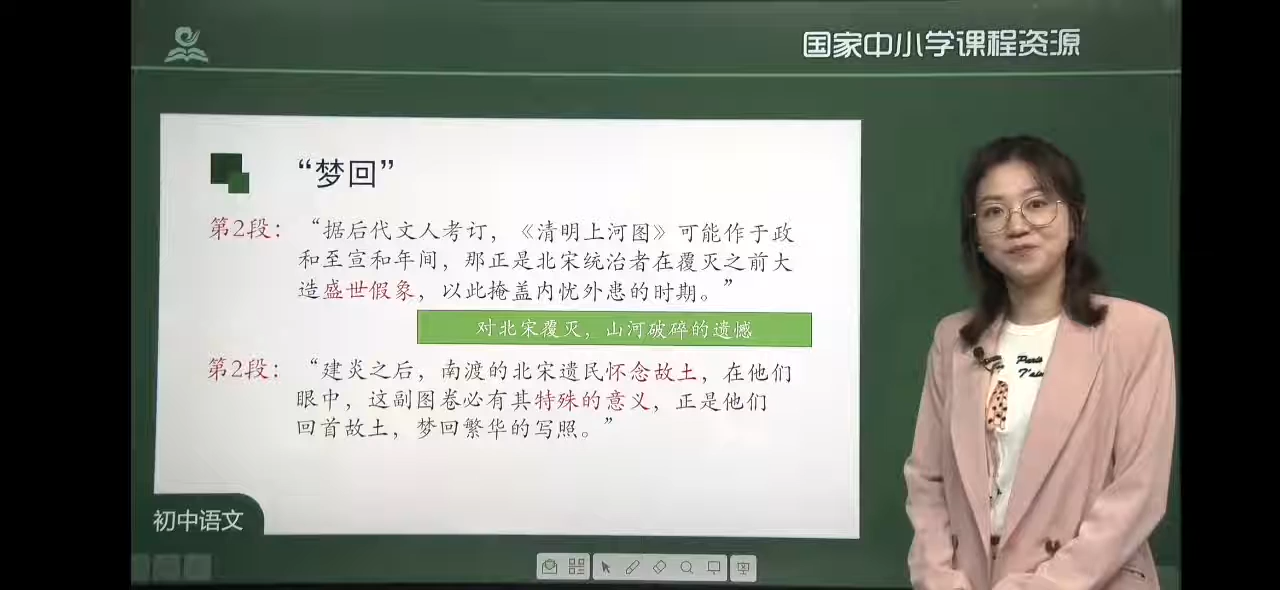 国家中小学课程资源
“梦回”
第2段：“据后代文人考订，《清明上河图》可能作于政
和至宣和年间，那正是北宋统治者在覆灭之前大
造盛世假象，以此掩盖内忧外患的时期。”
对北宋覆灭，山河破碎的遗憾
第2段：“建炎之后，南渡的北宋遗民怀念故土，在他们
眼中，这副图卷必有其特殊的意义，正是他们
回首故土，梦回繁华的写照。”
初中语文
Paris